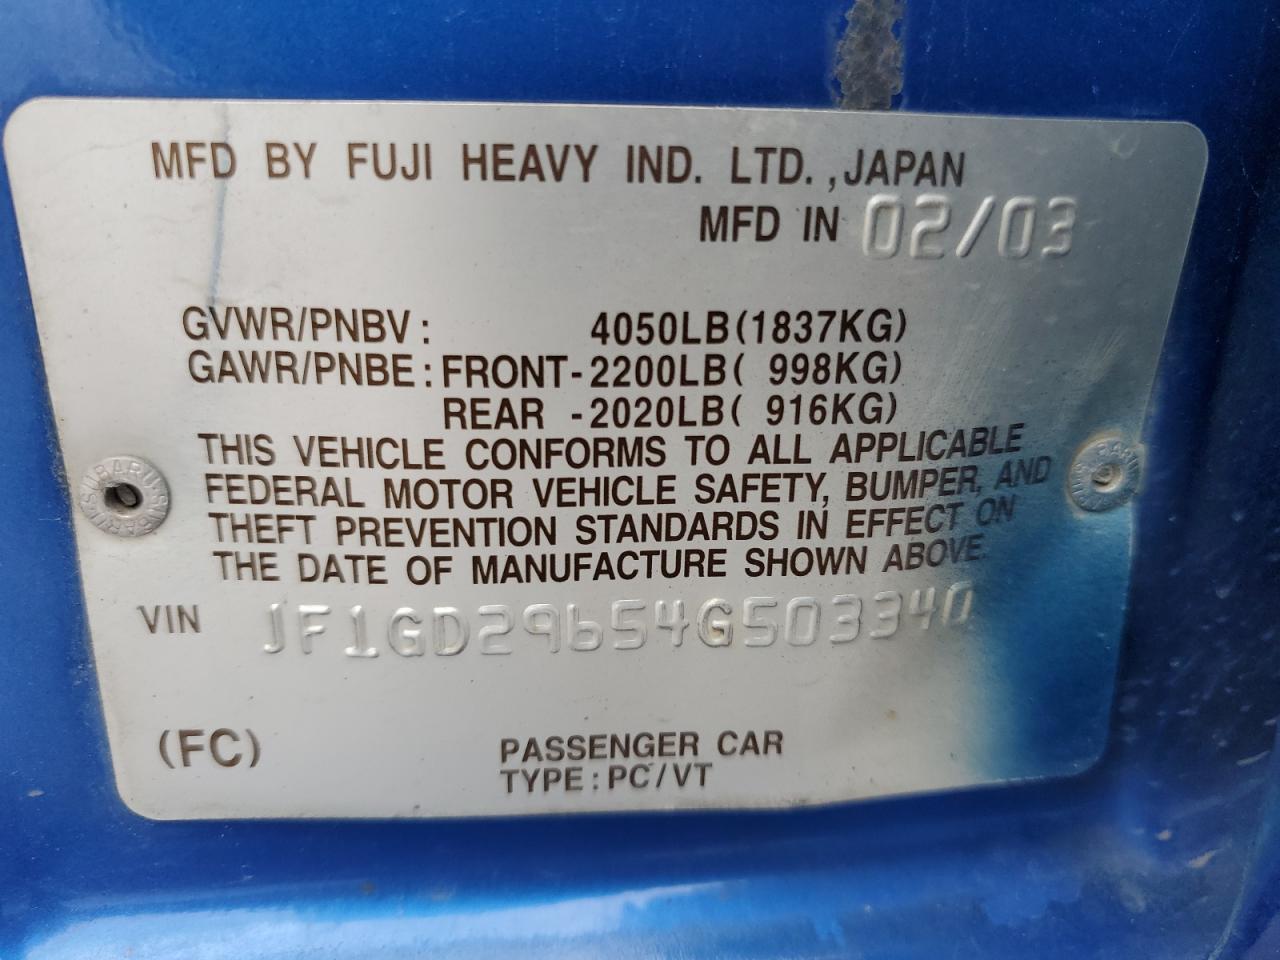 MFD BY FUJI HEAVY IND. LTD. ,JAPAN
MFD IN 02/03
GVWR/PNBV : 4050LB(1837KG)
GAWR/PNBE : FRONT-2200LB( 998KG)
REAR -2020LB( 916KG)
THIS VEHICLE CONFORMS TO ALL APPLICABLE
FEDERAL MOTOR VEHICLE SAFETY, BUMPER, AND
THEFT PREVENTION STANDARDS IN EFFECT ON
THE DATE OF MANUFACTURE SHOWN ABOVE.
SUBARU SUBARU
VIN JF1GD29654G503340
(FC)
PASSENGER CAR
TYPE : PC/VT